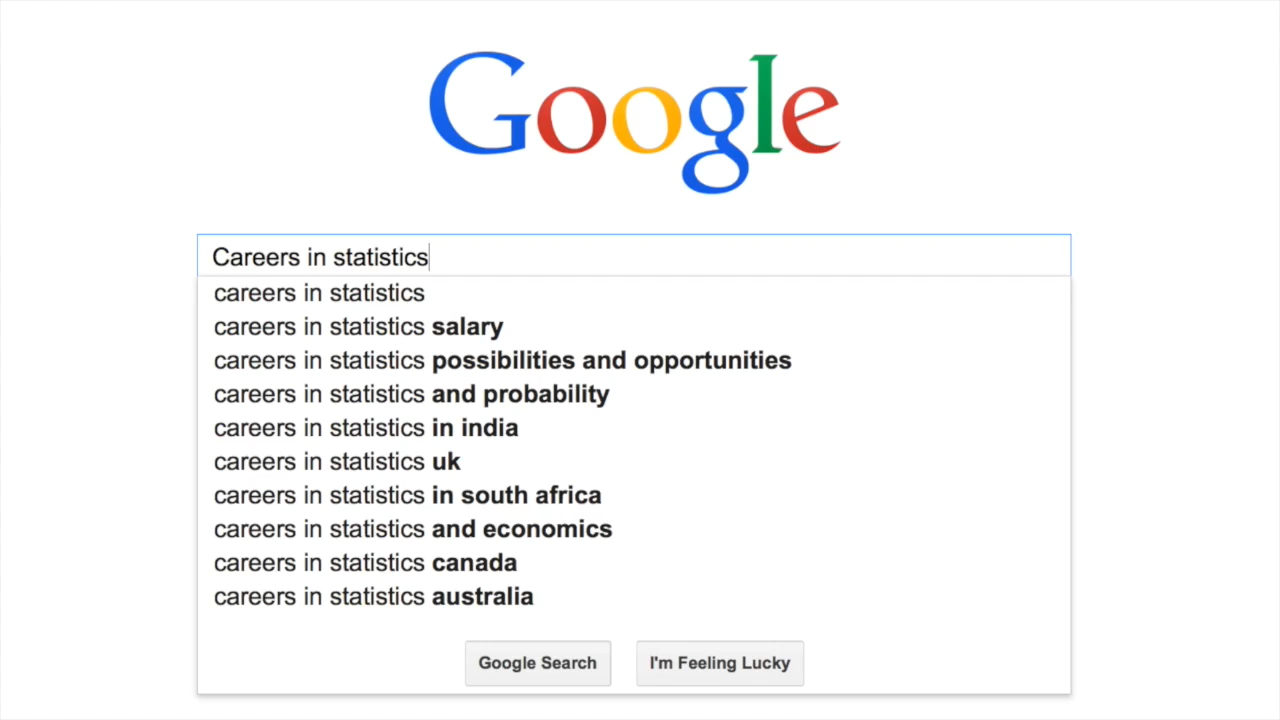 Google
Careers in statistics
careers in statistics
careers in statistics salary
careers in statistics possibilities and opportunities
careers in statistics and probability
careers in statistics in india
careers in statistics uk
careers in statistics in south africa
careers in statistics and economics
careers in statistics canada
careers in statistics australia
Google Search
I'm Feeling Lucky